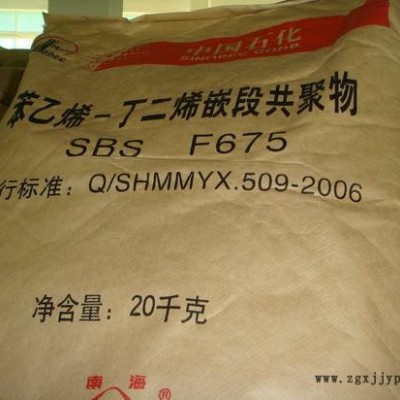 中国石化
SINOPEC CORP.
苯乙烯-丁二烯嵌段共聚物
SBS F675
行标准: Q/SHMMYX.509-2006
净含量: 20千克
南海
www.zgxjjyp